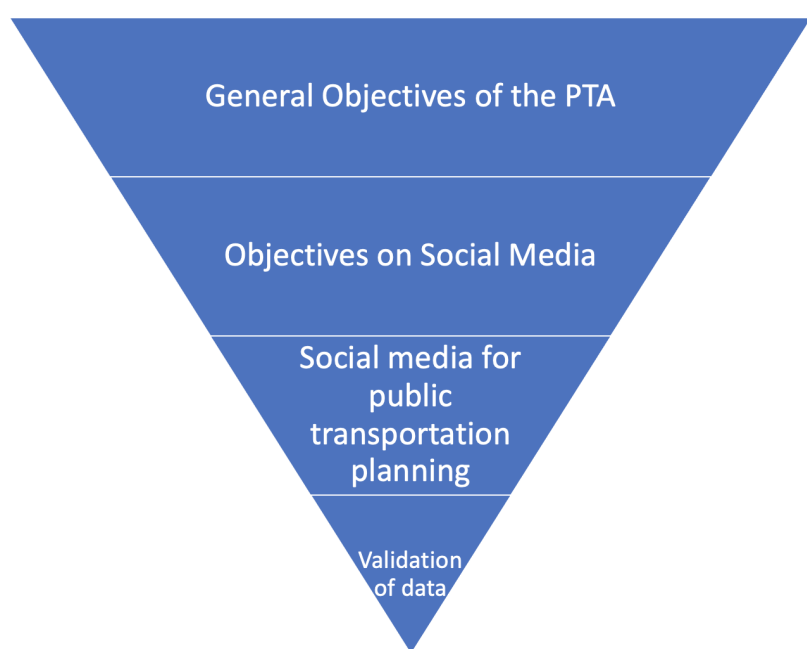 General Objectives of the PTA
Objectives on Social Media
Social media for
public
transportation
planning
Validation
of data